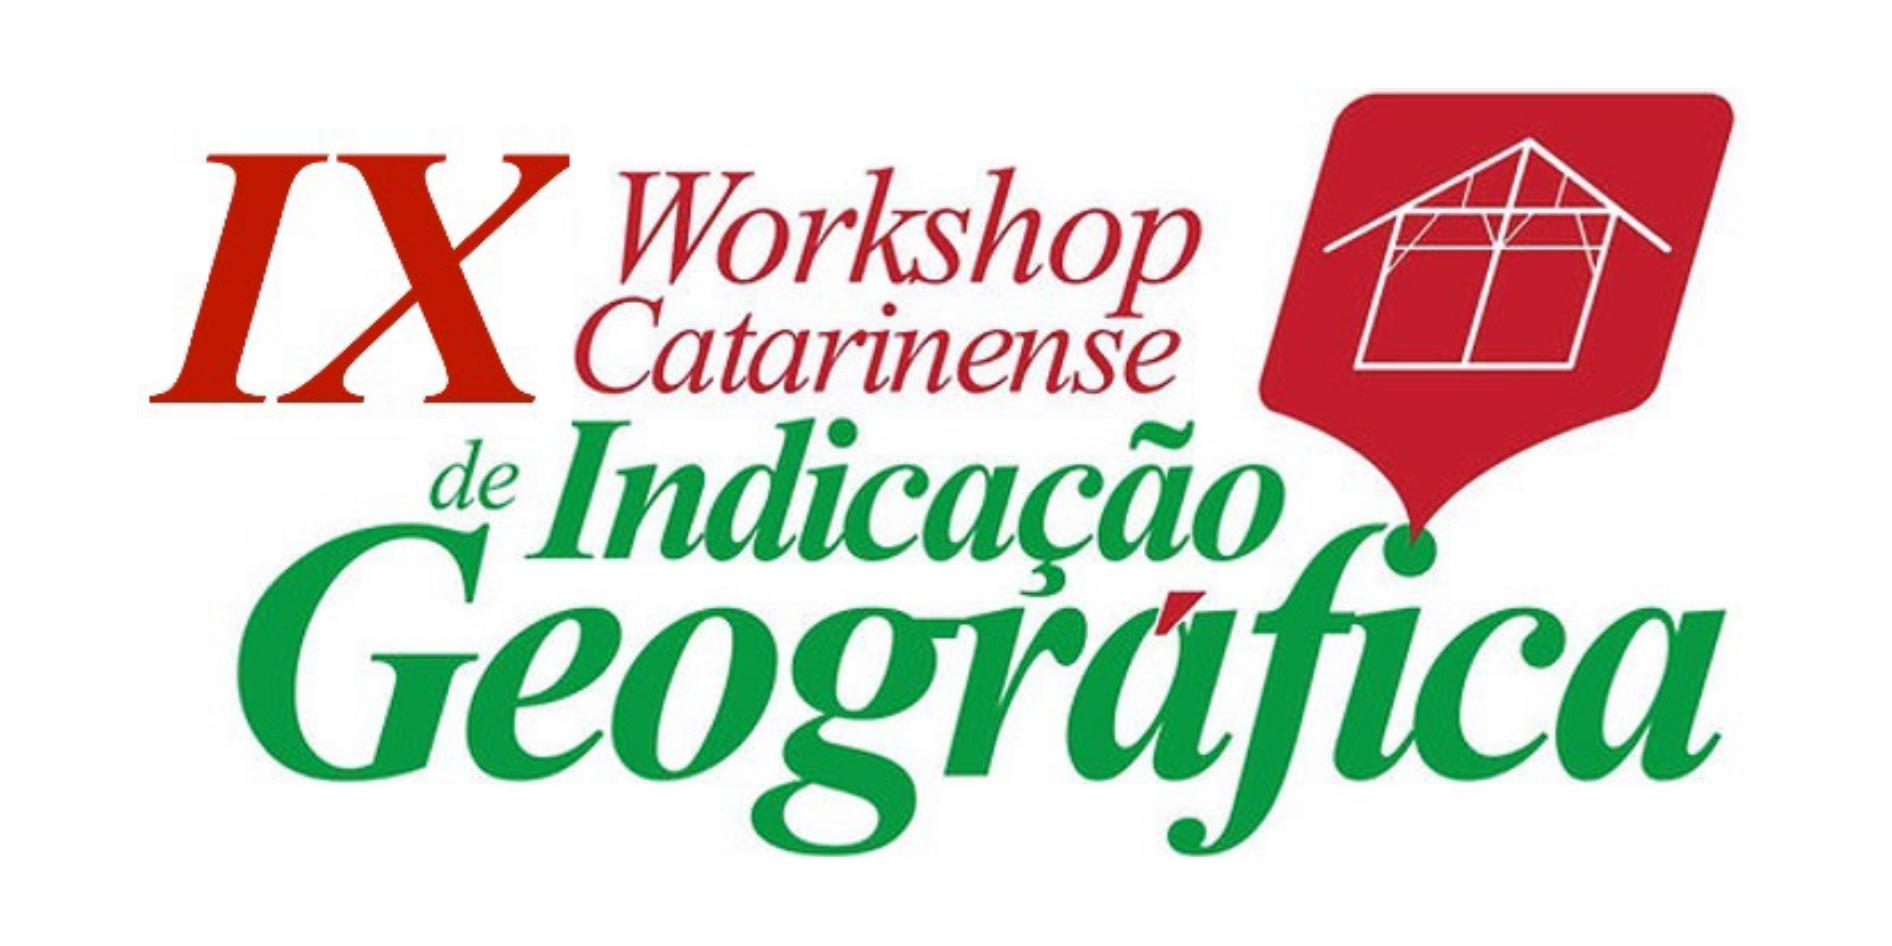 IX Workshop
Catarinense
de Indicação
Geográfica